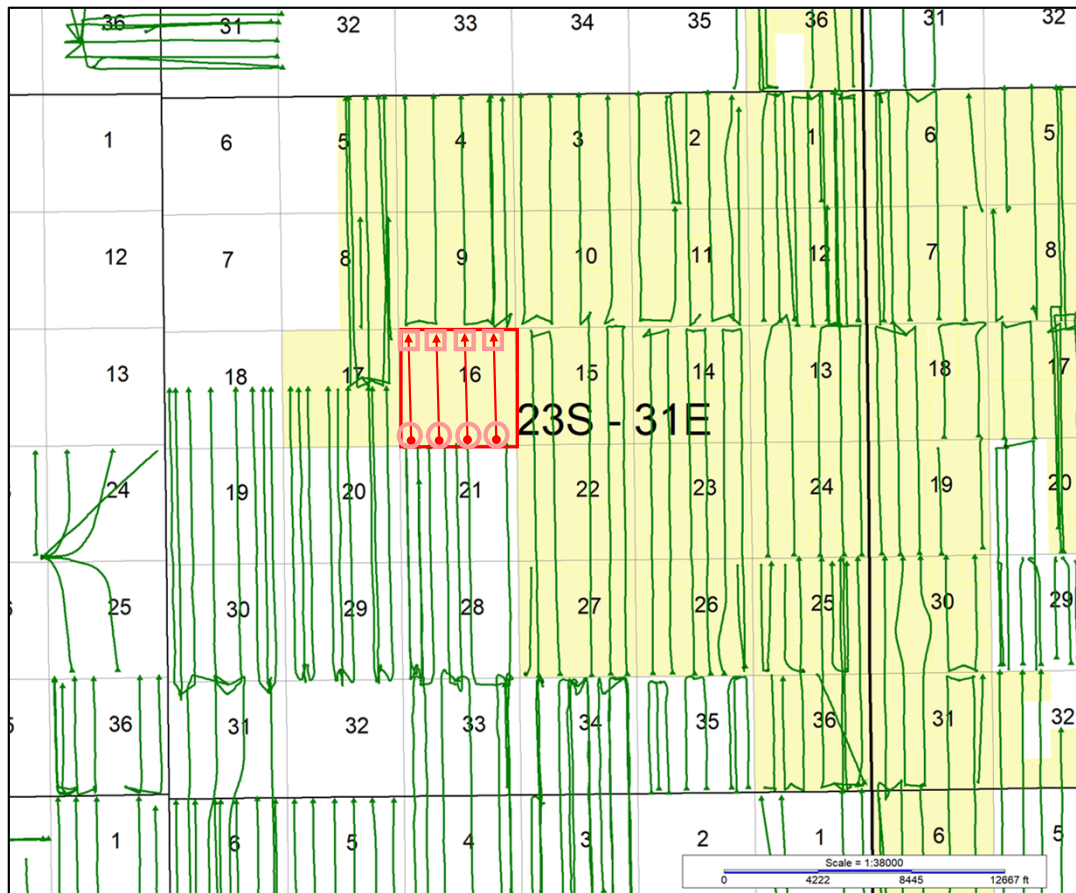 36 31 32 33 34 35 36 31 32
1 6 5 4 3 2 1 6 5
12 7 8 9 10 11 12 7 8
13 18 17 16 15 14 13 18 17
23S - 31E
24 19 20 21 22 23 24 19 20
25 30 29 28 27 26 25 30 29
36 31 32 33 34 35 36 31 32
1 6 5 4 3 2 1 6 5
Scale = 1:38000
0 4222 8445 12667 ft